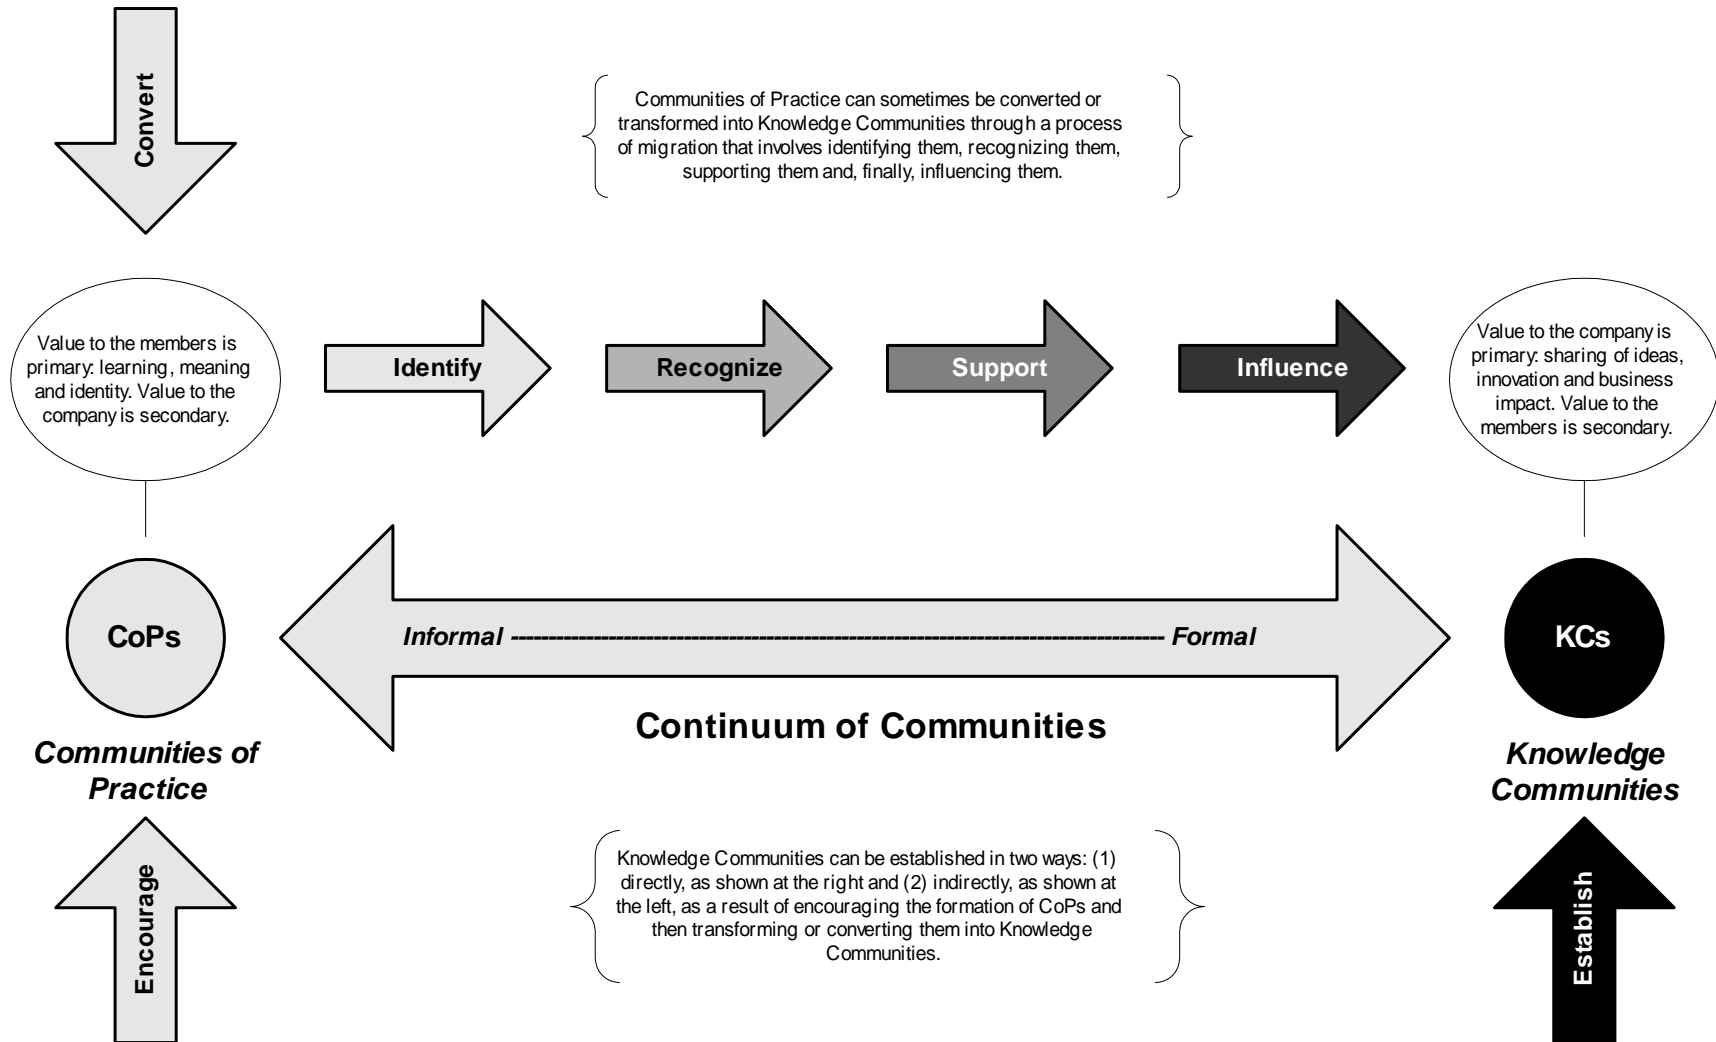 Convert
Communities of Practice can sometimes be converted or
transformed into Knowledge Communities through a process
of migration that involves identifying them, recognizing them,
supporting them and, finally, influencing them.
Value to the members is
primary: learning, meaning
and identity. Value to the
company is secondary.
Identify
Recognize
Support
Influence
Value to the company is
primary: sharing of ideas,
innovation and business
impact. Value to the
members is secondary.
CoPs
Informal ---------------------------------------------------------------------- Formal
KCs
Continuum of Communities
Communities of
Practice
Knowledge
Communities
Encourage
Knowledge Communities can be established in two ways: (1)
directly, as shown at the right and (2) indirectly, as shown at
the left, as a result of encouraging the formation of CoPs and
then transforming or converting them into Knowledge
Communities.
Establish